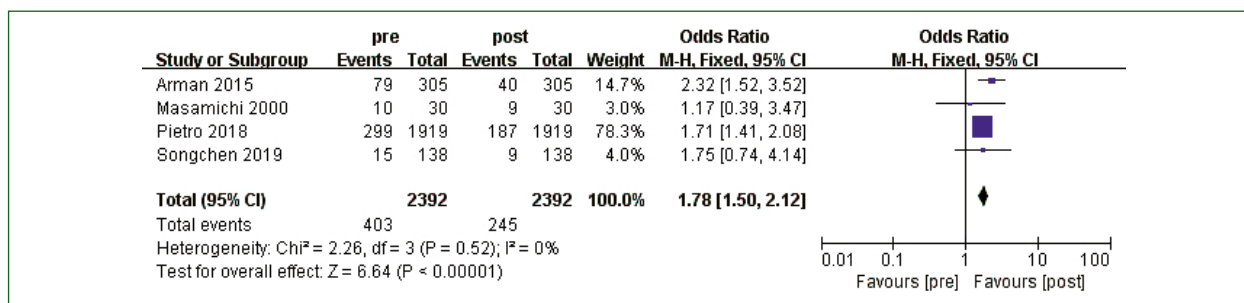 pre post Odds Ratio Odds Ratio
Study or Subgroup Events Total Events Total Weight M-H, Fixed, 95% CI M-H, Fixed, 95% CI
Arman 2015 79 305 40 305 14.7% 2.32 [1.52, 3.52]
Masamichi 2000 10 30 9 30 3.0% 1.17 [0.39, 3.47]
Pietro 2018 299 1919 187 1919 78.3% 1.71 [1.41, 2.08]
Songchen 2019 15 138 9 138 4.0% 1.75 [0.74, 4.14]
Total (95% CI) 2392 2392 100.0% 1.78 [1.50, 2.12]
Total events 403 245
Heterogeneity: Chi² = 2.26, df = 3 (P = 0.52); I² = 0%
Test for overall effect: Z = 6.64 (P < 0.00001)
0.01 0.1 1 10 100
Favours [pre] Favours [post]